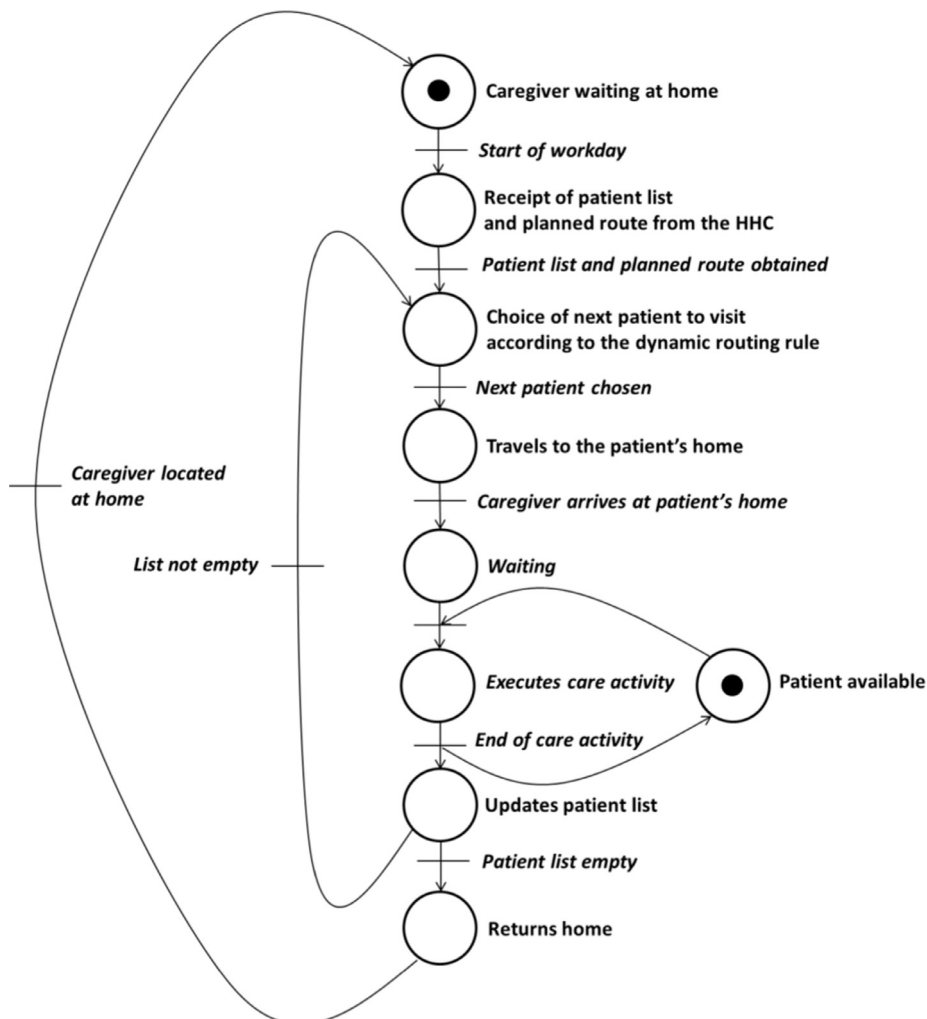 Caregiver waiting at home
Start of workday
Receipt of patient list
and planned route from the HHC
Patient list and planned route obtained
Choice of next patient to visit
according to the dynamic routing rule
Next patient chosen
Travels to the patient's home
Caregiver located
at home
Caregiver arrives at patient's home
List not empty
Waiting
Executes care activity
Patient available
End of care activity
Updates patient list
Patient list empty
Returns home